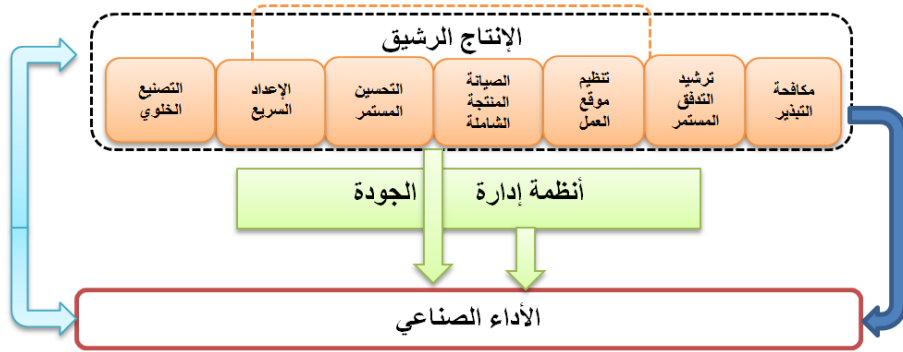 الإنتاج الرشيق
مكافحة
التبذير
ترشيد
التدفق
المستمر
تنظيم
موقع
العمل
الصيانة
المنتجة
الشاملة
التحسين
المستمر
الإعداد
السريع
التصنيع
الخلوي
أنظمة إدارة الجودة
الأداء الصناعي